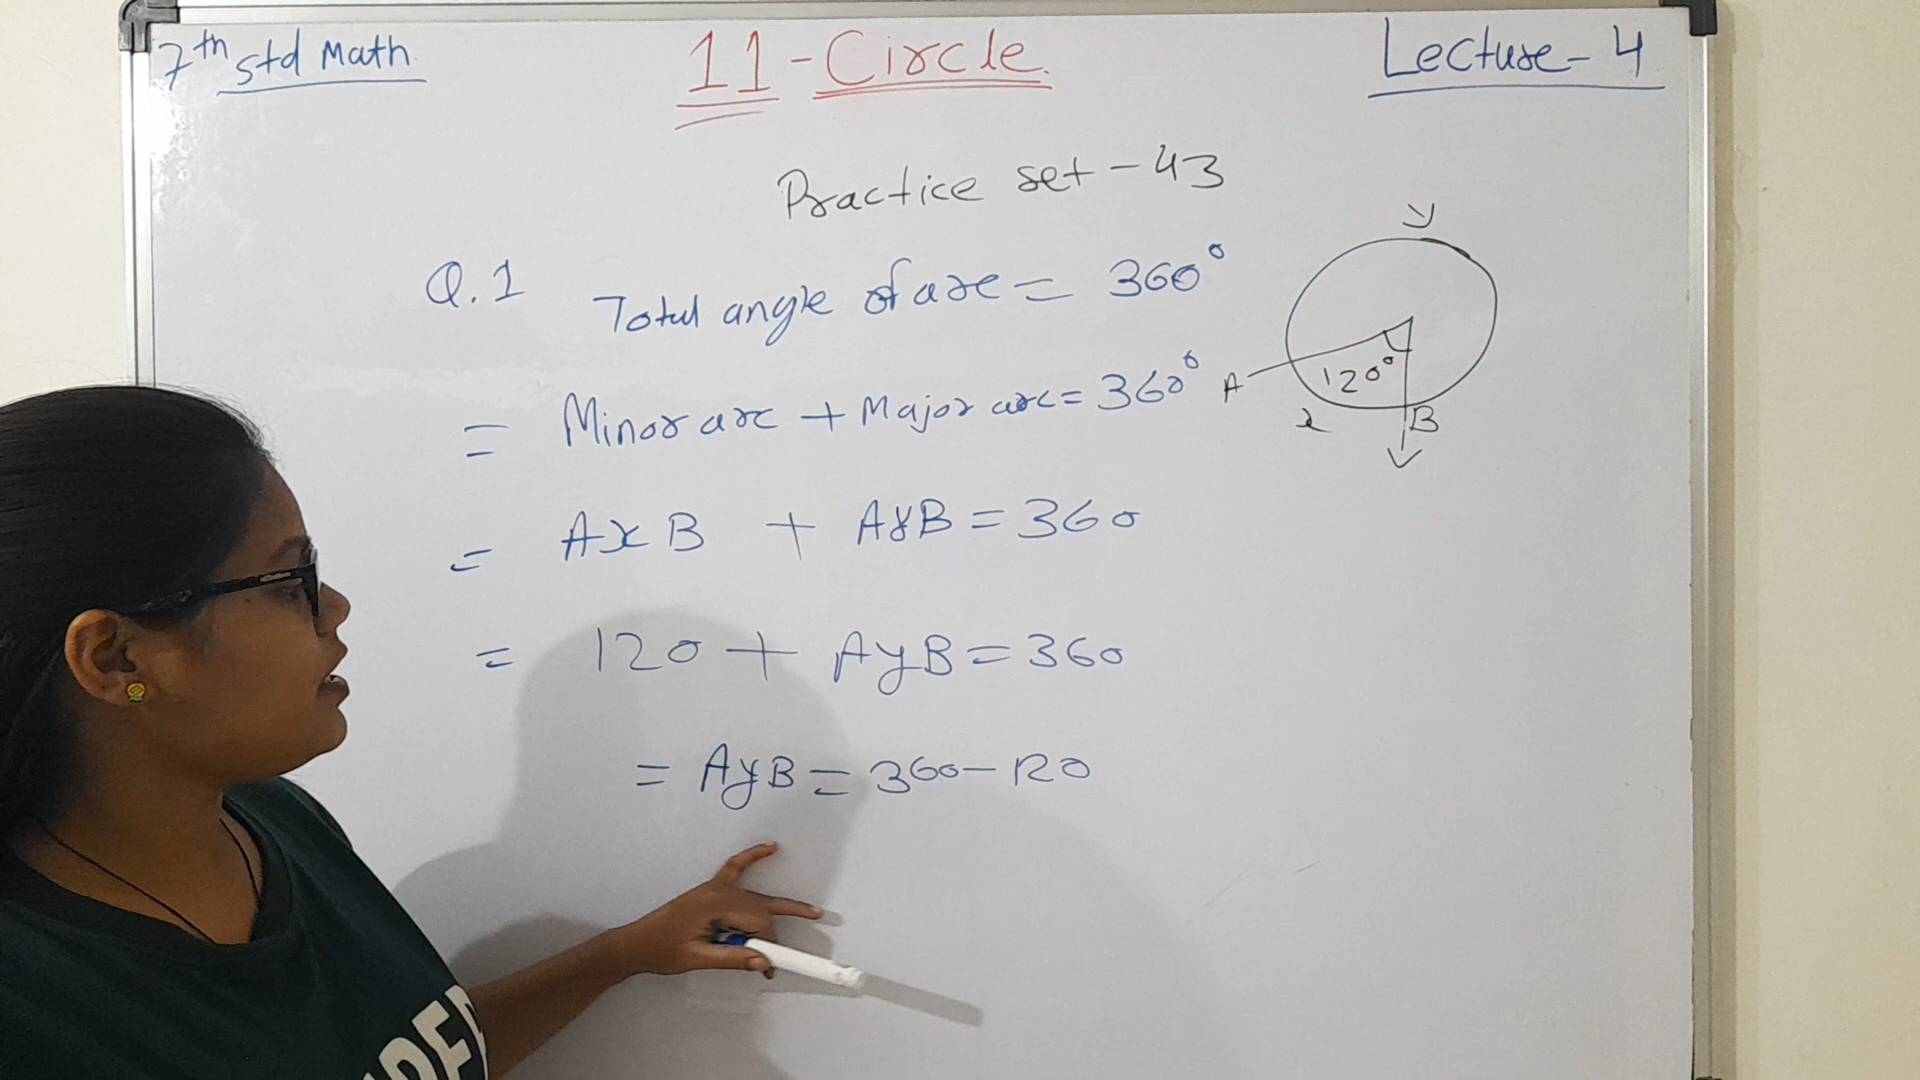 7th std Math.
11 - Circle.
Lecture - 4
Practice set - 43
Q.1 Total angle of arc = 360°
= Minor arc + Major arc = 360°
= AxB + AyB = 360
= 120 + AyB = 360
= AyB = 360 - 120
y
A
120°
B